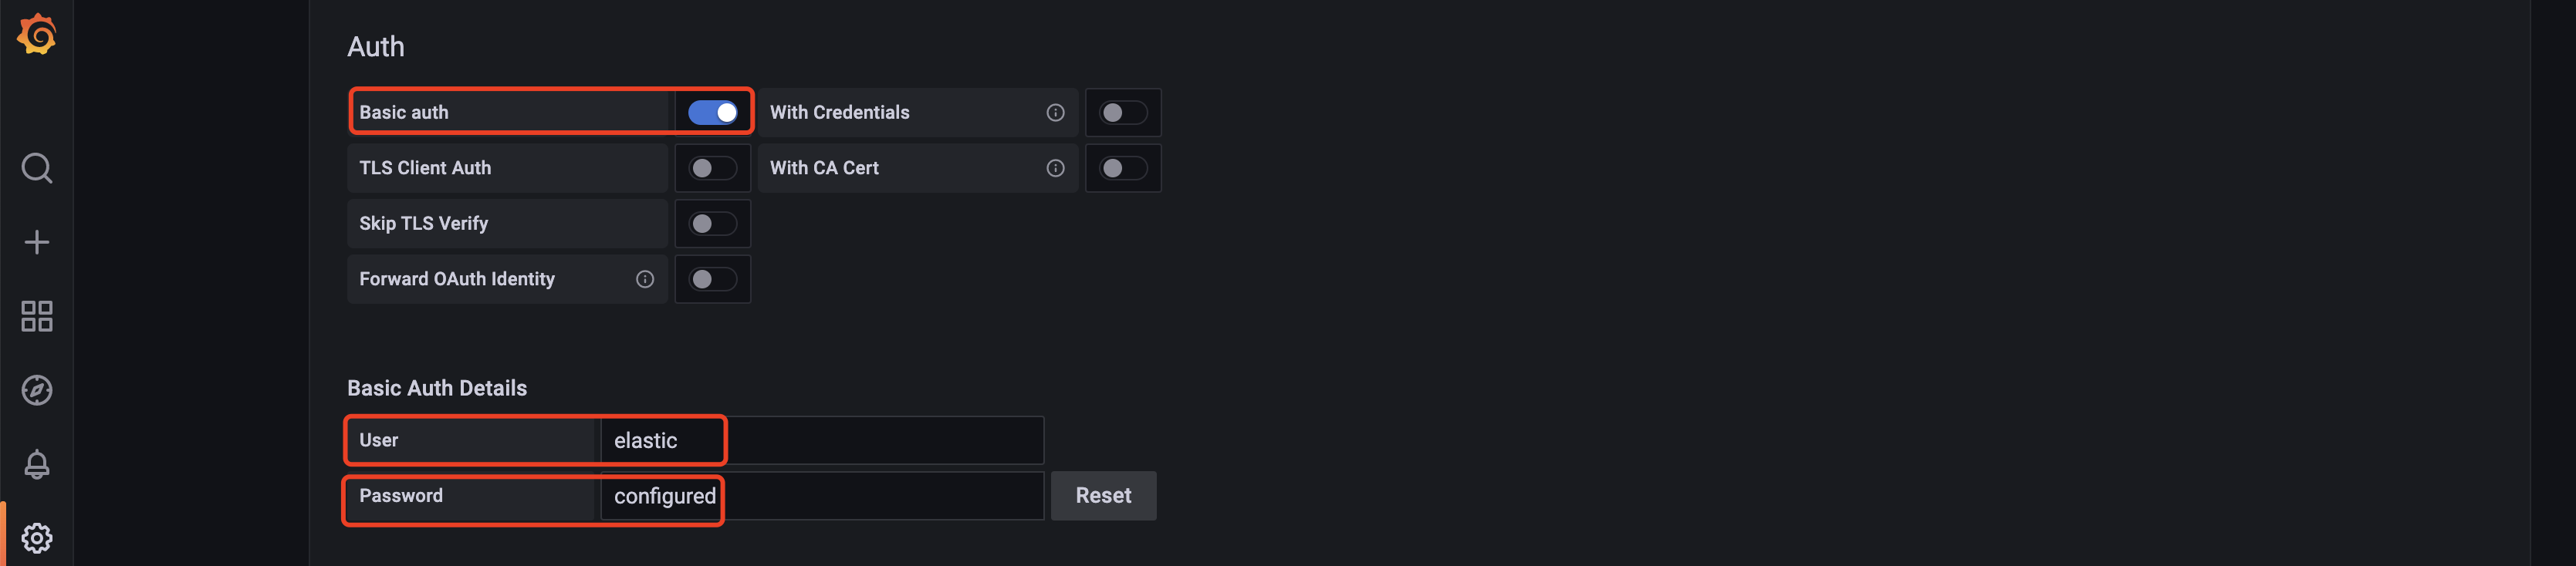 Auth
Basic auth
With Credentials
TLS Client Auth
With CA Cert
Skip TLS Verify
Forward OAuth Identity
Basic Auth Details
User
elastic
Password
configured
Reset